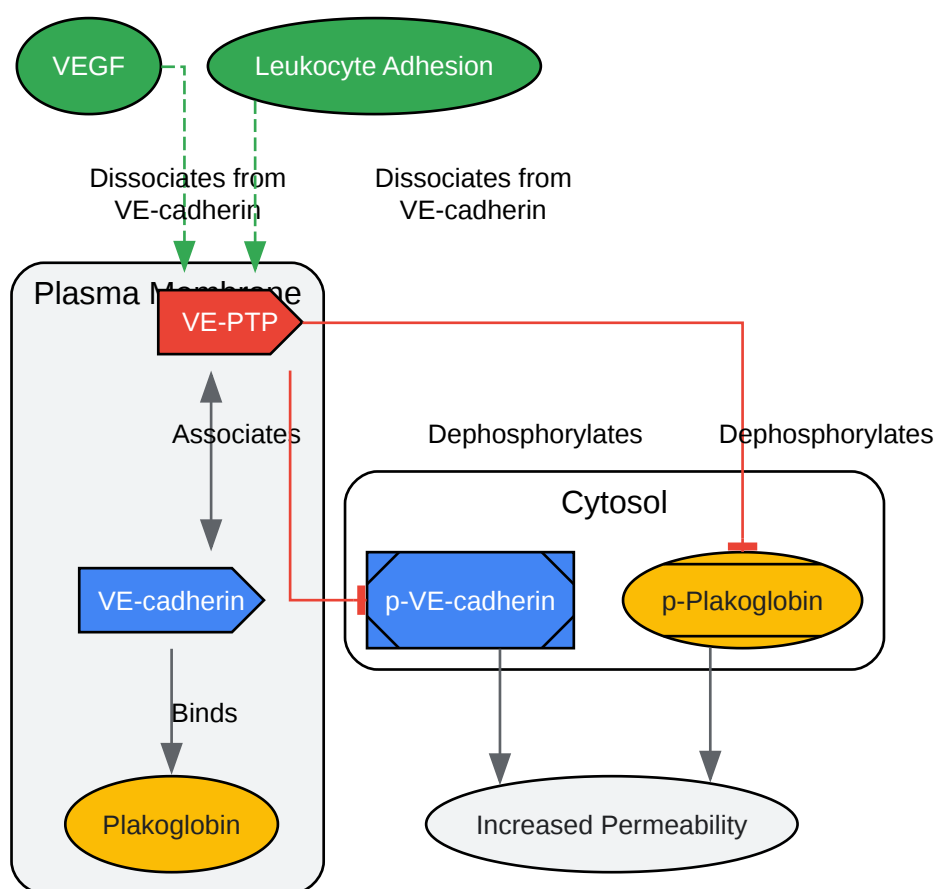 VEGF
Leukocyte Adhesion
Dissociates from
VE-cadherin
Dissociates from
VE-cadherin
Plasma Membrane
VE-PTP
Associates
Dephosphorylates
Dephosphorylates
Cytosol
VE-cadherin
p-VE-cadherin
p-Plakoglobin
Binds
Plakoglobin
Increased Permeability